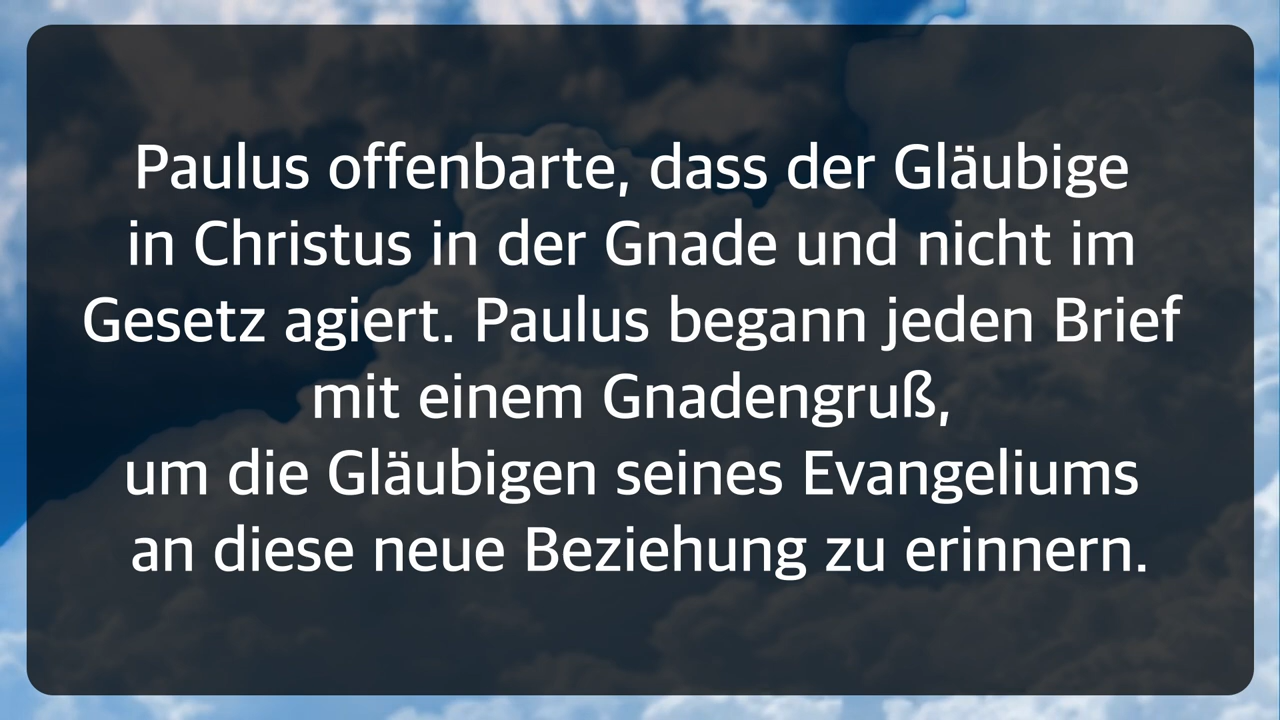 Paulus offenbarte, dass der Gläubige
in Christus in der Gnade und nicht im
Gesetz agiert. Paulus begann jeden Brief
mit einem Gnadengruß,
um die Gläubigen seines Evangeliums
an diese neue Beziehung zu erinnern.